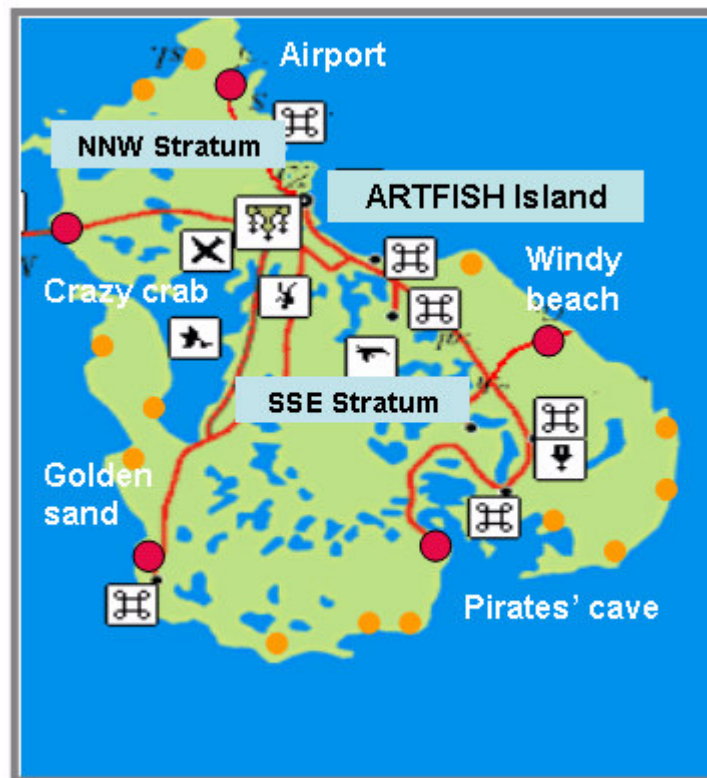 Airport
NNW Stratum
ARTFISH Island
Crazy crab
Windy
beach
SSE Stratum
Golden
sand
Pirates' cave